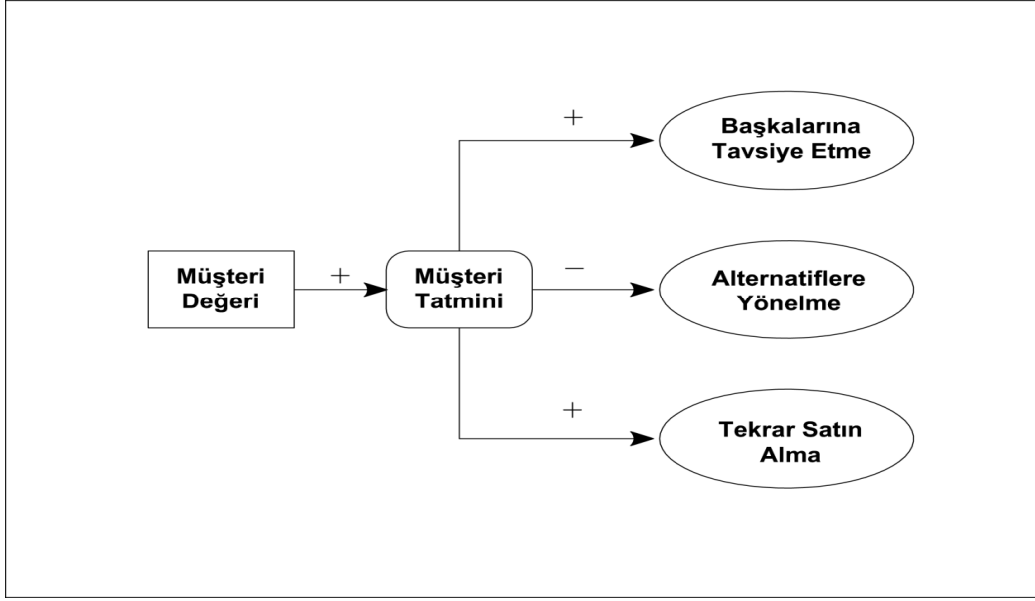 +
Başkalarına
Tavsiye Etme
Müşteri
Değeri
+
Müşteri
Tatmini
−
Alternatiflere
Yönelme
+
Tekrar Satın
Alma